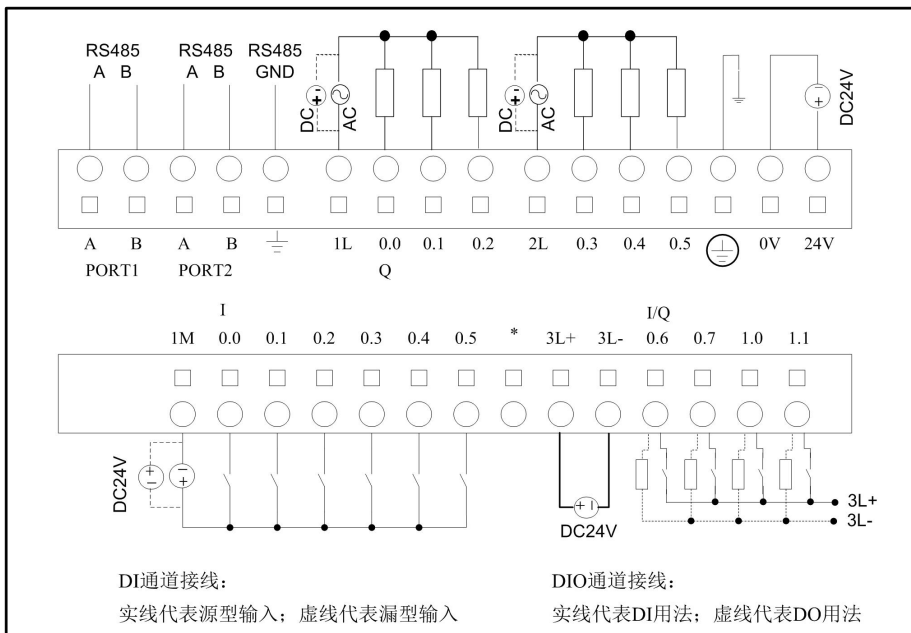 RS485 RS485 RS485
A B A B GND
DC + - AC DC + - AC - + DC24V
A B A B 1L 0.0 0.1 0.2 2L 0.3 0.4 0.5 0V 24V
PORT1 PORT2 Q
I I/Q
1M 0.0 0.1 0.2 0.3 0.4 0.5 * 3L+ 3L- 0.6 0.7 1.0 1.1
DC24V + - - +
+ -
DC24V
3L+
3L-
DI通道接线: DIO通道接线:
实线代表源型输入;虚线代表漏型输入 实线代表DI用法;虚线代表DO用法